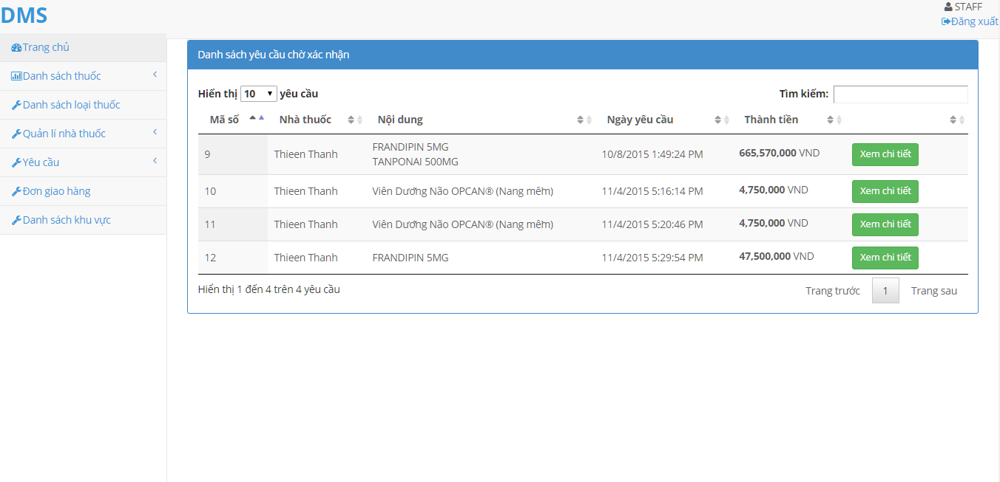 DMS
STAFF
Đăng xuất
Trang chủ
Danh sách thuốc
Danh sách loại thuốc
Quản lí nhà thuốc
Yêu cầu
Đơn giao hàng
Danh sách khu vực
Danh sách yêu cầu chờ xác nhận
Hiển thị 10 yêu cầu
Tìm kiếm:
Mã số Nhà thuốc Nội dung Ngày yêu cầu Thành tiền
9 Thieen Thanh FRANDIPIN 5MG 10/8/2015 1:49:24 PM 665,570,000 VND Xem chi tiết
TANPONAI 500MG
10 Thieen Thanh Viên Dương Não OPCAN® (Nang mêm) 11/4/2015 5:16:14 PM 4,750,000 VND Xem chi tiết
11 Thieen Thanh Viên Dương Não OPCAN® (Nang mêm) 11/4/2015 5:20:46 PM 4,750,000 VND Xem chi tiết
12 Thieen Thanh FRANDIPIN 5MG 11/4/2015 5:29:54 PM 47,500,000 VND Xem chi tiết
Hiển thị 1 đến 4 trên 4 yêu cầu
Trang trước 1 Trang sau